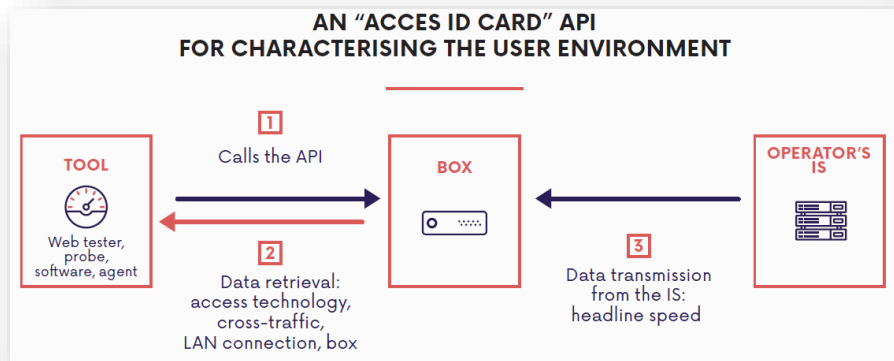 AN “ACCES ID CARD” API
FOR CHARACTERISING THE USER ENVIRONMENT
1
Calls the API
TOOL
Web tester,
probe,
software, agent
2
Data retrieval:
access technology,
cross-traffic,
LAN connection, box
BOX
3
Data transmission
from the IS:
headline speed
OPERATOR’S
IS